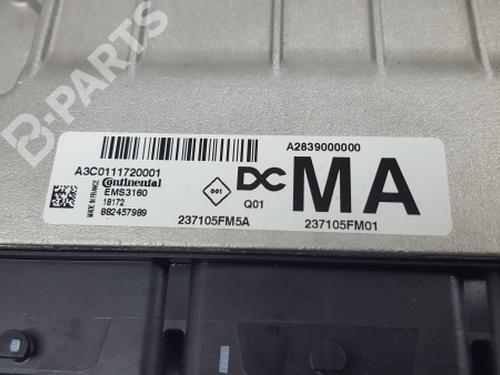 B-PARTS
A2839000000
A3C0111720001
Continental
EMS3160
18172
882457989
MADE IN FRANCE
001
DC
Q01
MA
237105FM5A
237105FM01